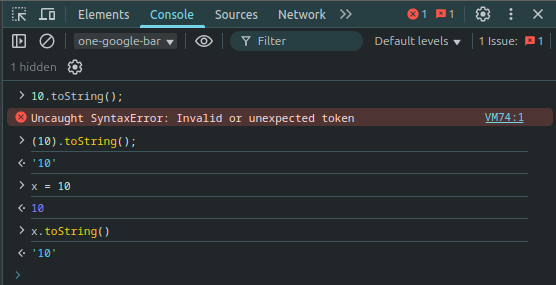 Elements Console Sources Network 1 1
one-google-bar Filter Default levels 1 Issue: 1
1 hidden
10.toString();
Uncaught SyntaxError: Invalid or unexpected token VM74:1
(10).toString();
'10'
x = 10
10
x.toString()
'10'